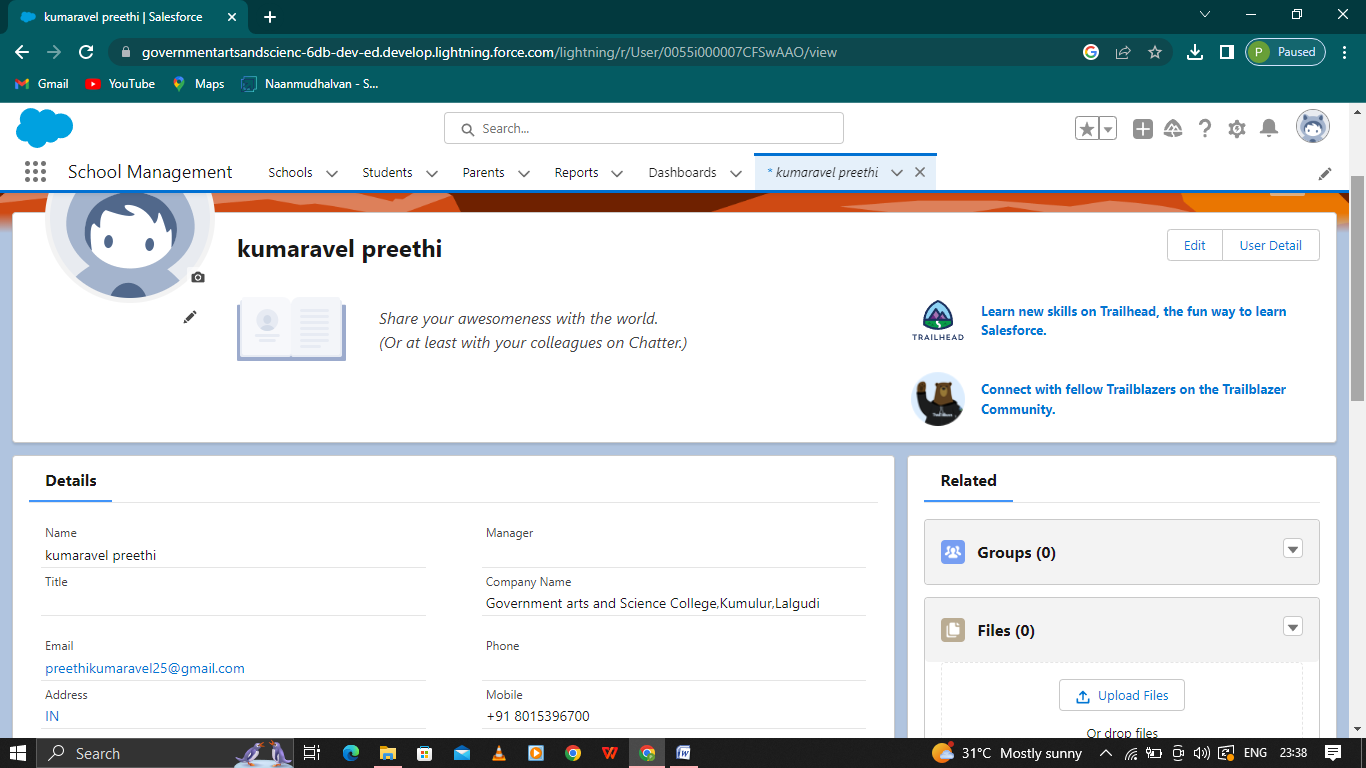 kumaravel preethi | Salesforce
governmentartsandscienc-6db-dev-ed.develop.lightning.force.com/lightning/r/User/0055i000007CFSwAAO/view
P Paused
Gmail YouTube Maps Naanmudhalvan - S...
Search...
School Management Schools Students Parents Reports Dashboards * kumaravel preethi
kumaravel preethi
Edit User Detail
Share your awesomeness with the world.
(Or at least with your colleagues on Chatter.)
TRAILHEAD
Learn new skills on Trailhead, the fun way to learn
Salesforce.
Connect with fellow Trailblazers on the Trailblazer
Community.
Details
Name
kumaravel preethi
Manager
Title
Company Name
Government arts and Science College,Kumulur,Lalgudi
Email
preethikumaravel25@gmail.com
Phone
Address
IN
Mobile
+91 8015396700
Related
Groups (0)
Files (0)
Upload Files
Or drop files
Search
31°C Mostly sunny
ENG 23:38